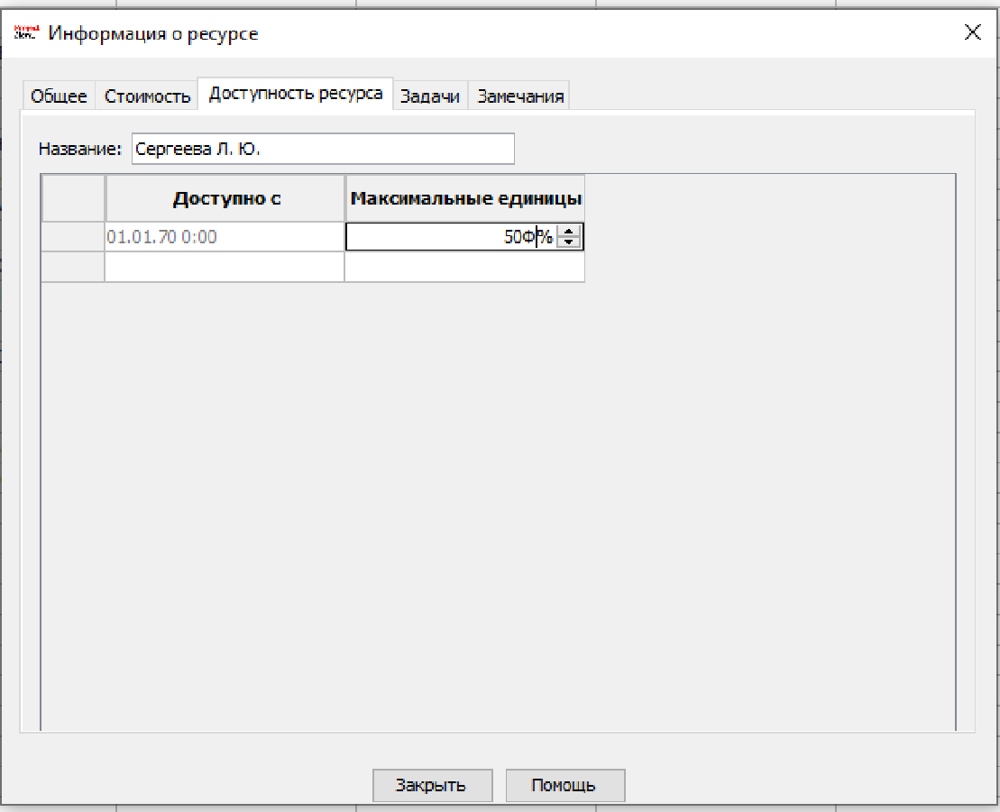 Информация о ресурсе
Общее Стоимость Доступность ресурса Задачи Замечания
Название: Сергеева Л. Ю.
Доступно с Максимальные единицы
01.01.70 0:00 50Ф%
Закрыть Помощь